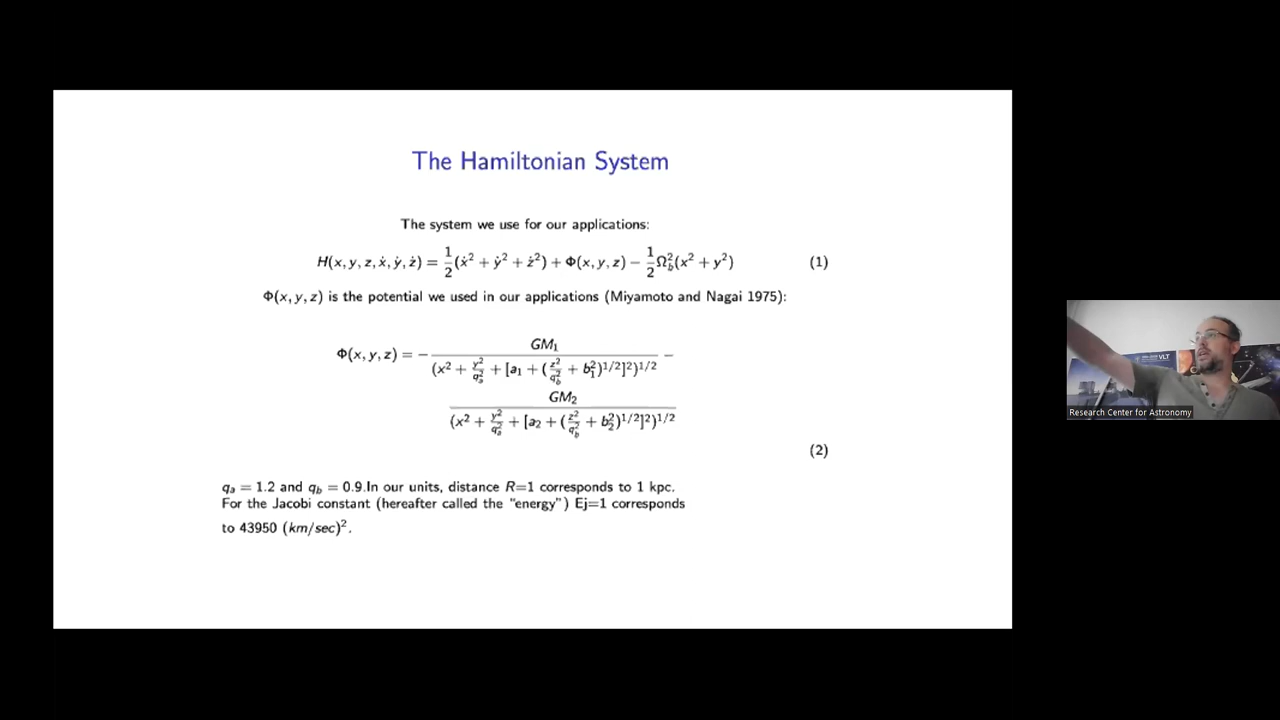 The Hamiltonian System
The system we use for our applications:
H(x, y, z, ẋ, ẏ, ż) = 1/2(ẋ² + ẏ² + ż²) + Φ(x, y, z) − 1/2Ω_b²(x² + y²) (1)
Φ(x, y, z) is the potential we used in our applications (Miyamoto and Nagai 1975):
Φ(x, y, z) = − GM₁/(x² + y²/q_a² + [a₁ + (z²/q_b² + b₁²)^1/2]²)^1/2 −
GM₂/(x² + y²/q_a² + [a₂ + (z²/q_b² + b₂²)^1/2]²)^1/2
(2)
q_a = 1.2 and q_b = 0.9.In our units, distance R=1 corresponds to 1 kpc.
For the Jacobi constant (hereafter called the “energy”) Ej=1 corresponds
to 43950 (km/sec)².
VLT
Research Center for Astronomy